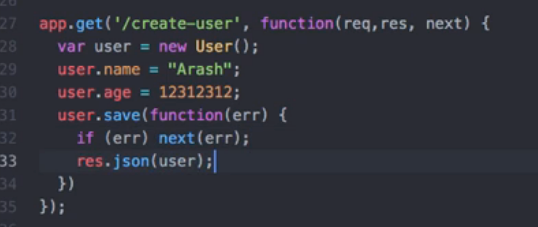 27 app.get('/create-user', function(req,res, next) {
28 var user = new User();
29 user.name = "Arash";
30 user.age = 12312312;
31 user.save(function(err) {
32 if (err) next(err);
33 res.json(user);
34 })
35 });